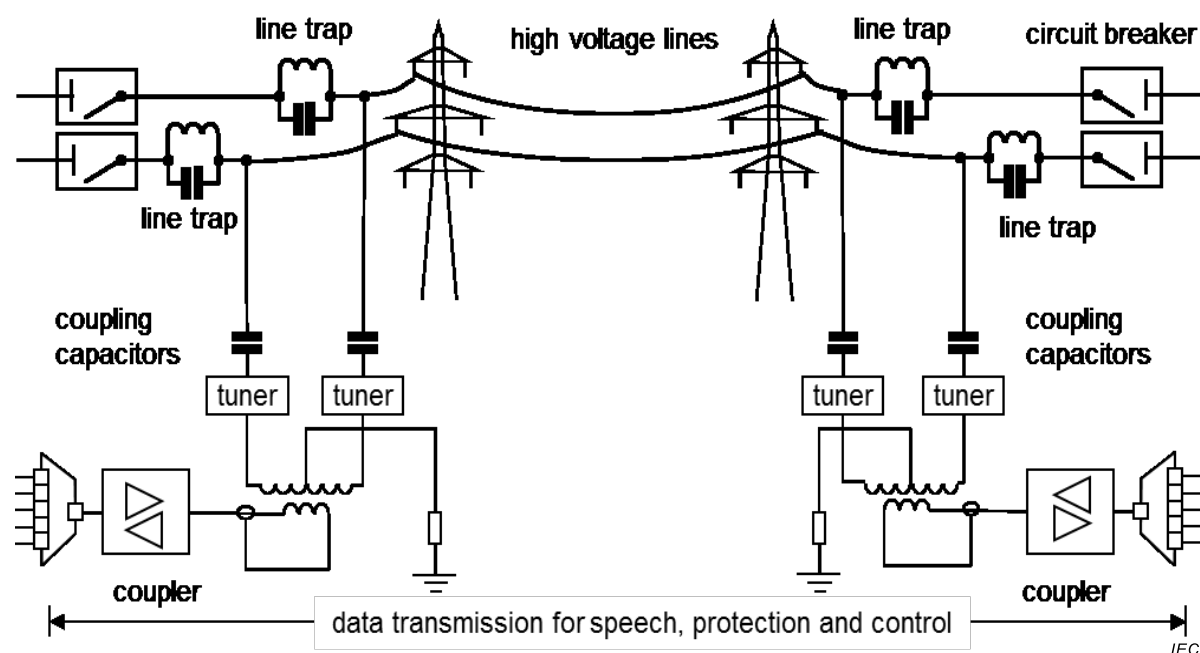 line trap
high voltage lines
line trap
circuit breaker
line trap
line trap
coupling
capacitors
coupling
capacitors
tuner
tuner
tuner
tuner
coupler
coupler
data transmission for speech, protection and control
IEC